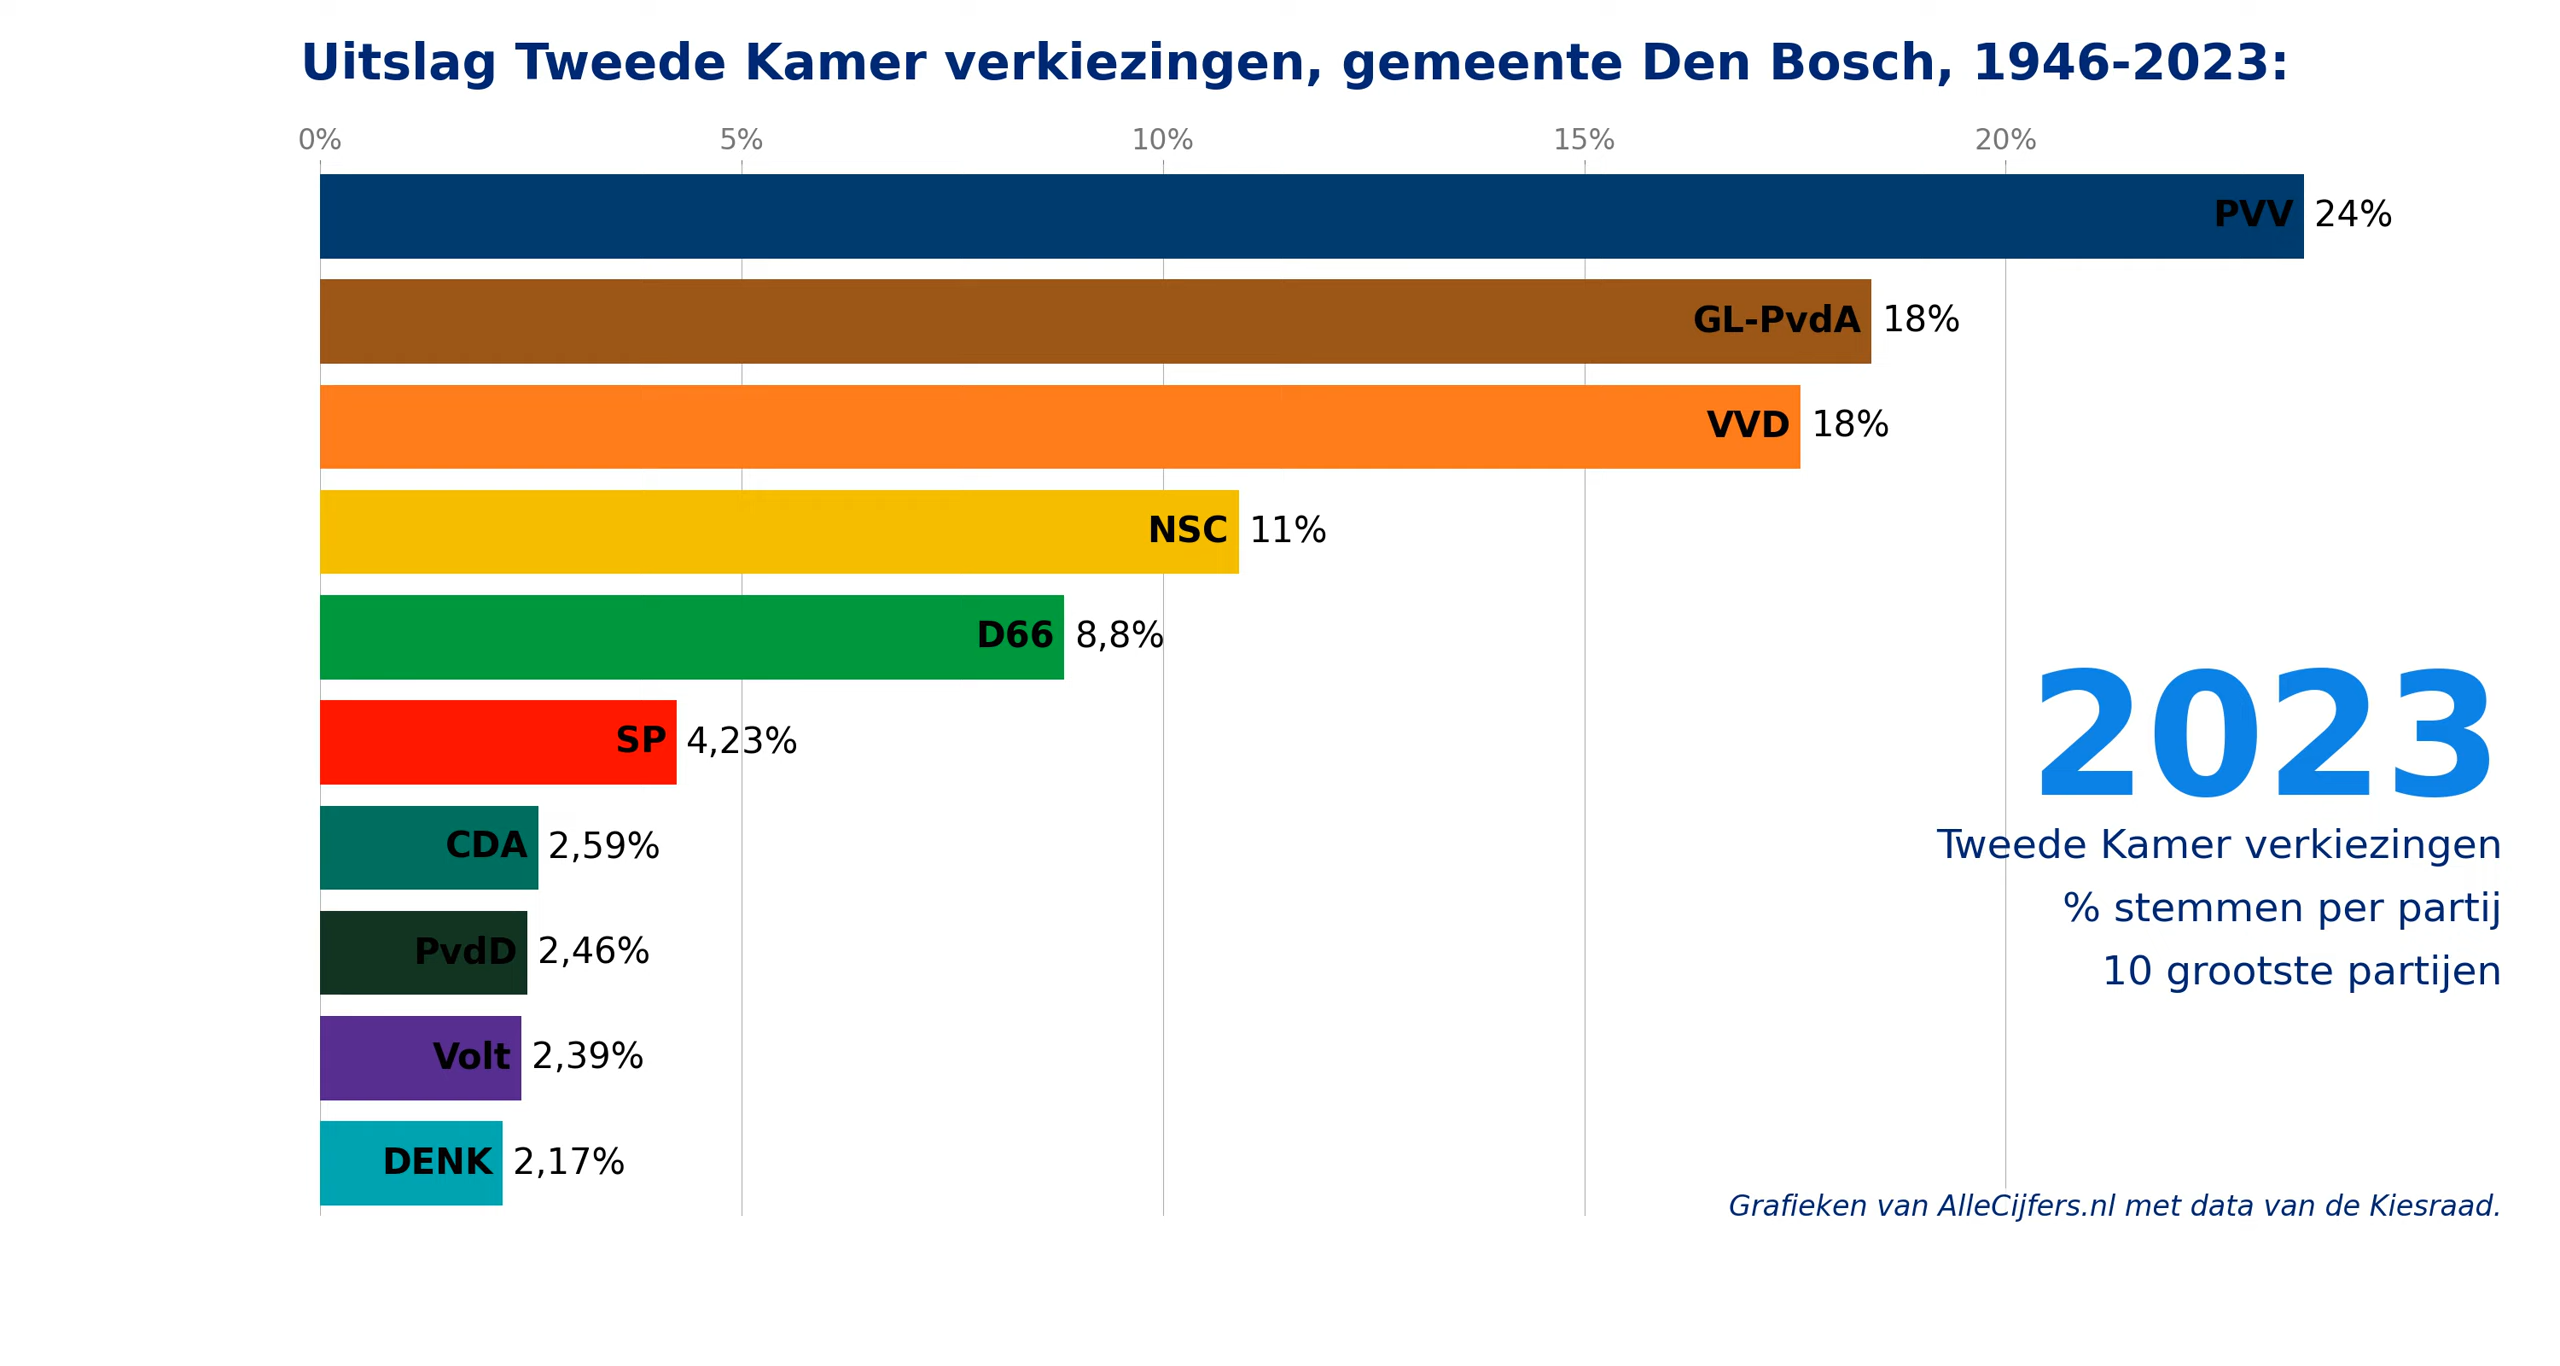 Uitslag Tweede Kamer verkiezingen, gemeente Den Bosch, 1946-2023:
0% 5% 10% 15% 20%
PVV 24%
GL-PvdA 18%
VVD 18%
NSC 11%
D66 8,8%
SP 4,23%
2023
CDA 2,59%
Tweede Kamer verkiezingen
% stemmen per partij
PvdD 2,46%
10 grootste partijen
Volt 2,39%
DENK 2,17%
Grafieken van AlleCijfers.nl met data van de Kiesraad.